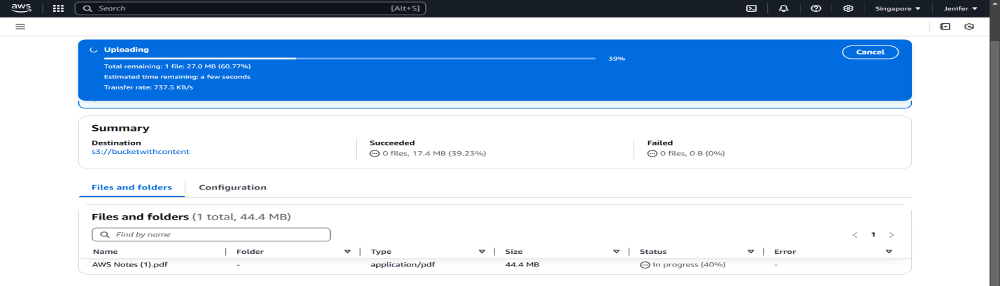 aws Search [Alt+S] Singapore Jenifer
Uploading
39%
Cancel
Total remaining: 1 file: 27.0 MB (60.77%)
Estimated time remaining: a few seconds
Transfer rate: 737.5 KB/s
Summary
Destination Succeeded Failed
s3://bucketwithcontent 0 files, 17.4 MB (39.23%) 0 files, 0 B (0%)
Files and folders Configuration
Files and folders (1 total, 44.4 MB)
Find by name
< 1 >
Name Folder Type Size Status Error
AWS Notes (1).pdf - application/pdf 44.4 MB In progress (40%) -